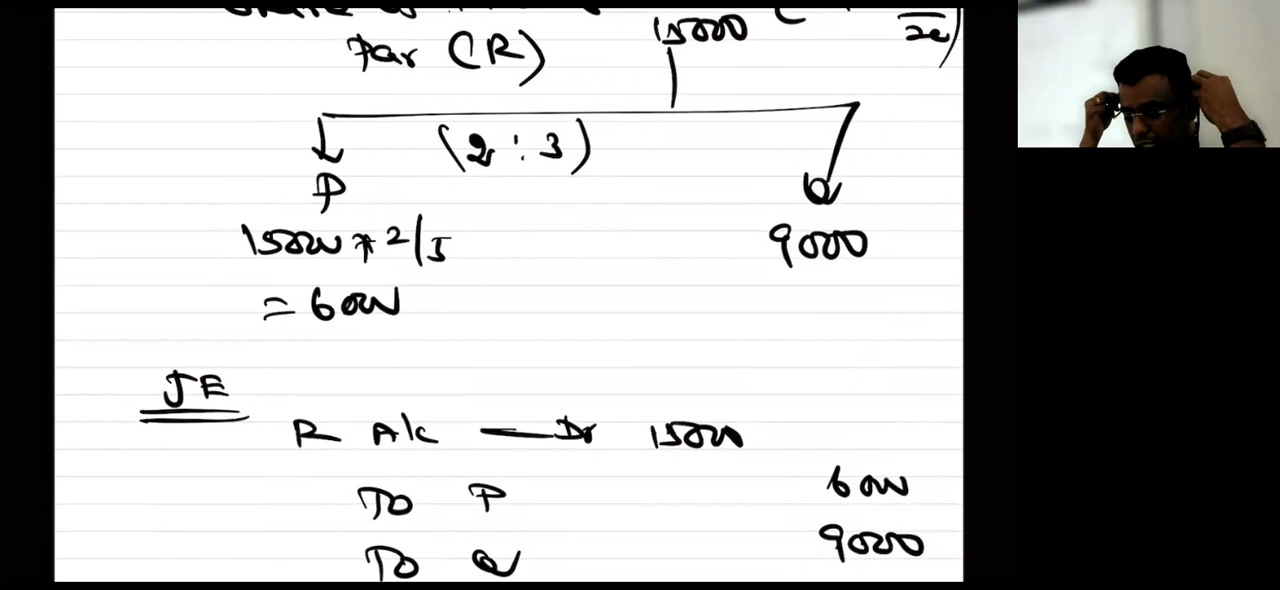 15000
Par (R)
(2 : 3)
P Q
15000 * 2/5 9000
= 6000
JE
R A/c — Dr 15000
To P 6000
To Q 9000